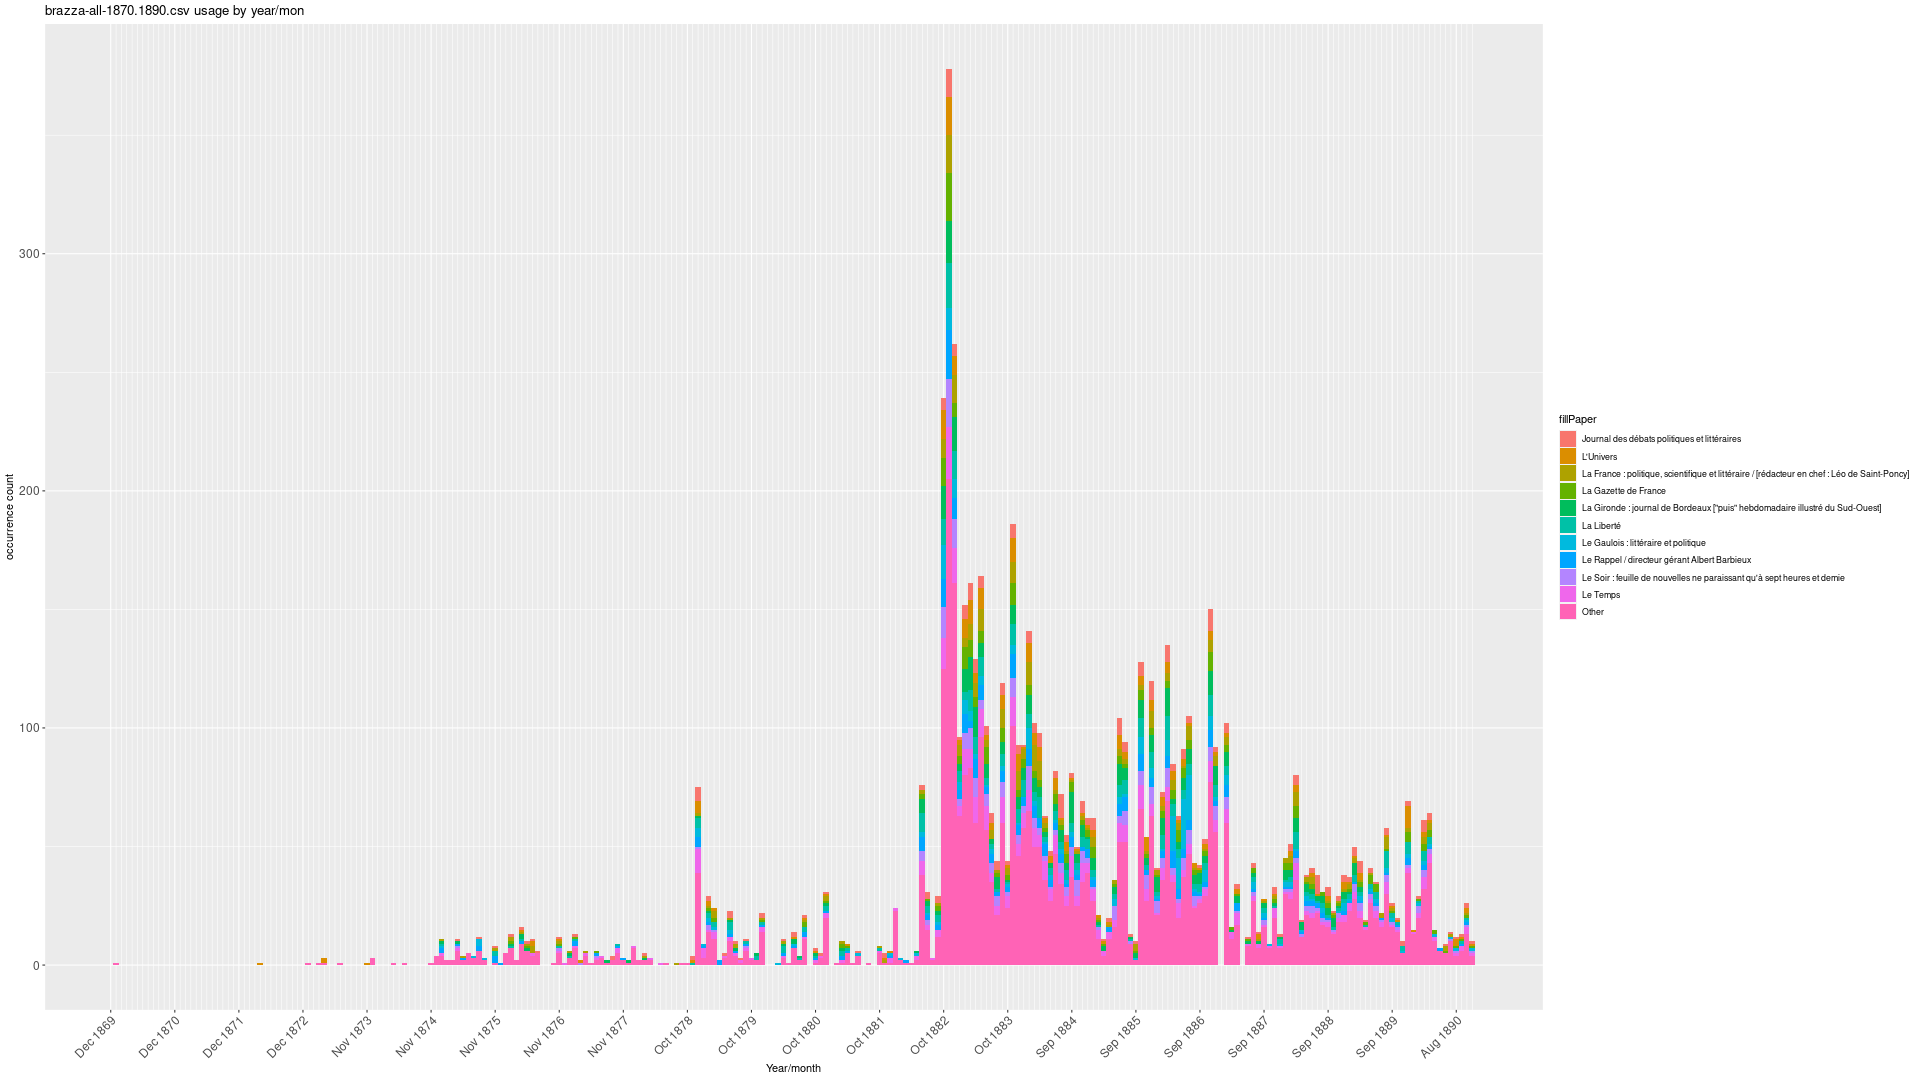 brazza-all-1870.1890.csv usage by year/mon
occurrence count
300
200
100
0
Dec 1869
Dec 1870
Dec 1871
Dec 1872
Nov 1873
Nov 1874
Nov 1875
Nov 1876
Nov 1877
Oct 1878
Oct 1879
Oct 1880
Oct 1881
Oct 1882
Oct 1883
Sep 1884
Sep 1885
Sep 1886
Sep 1887
Sep 1888
Sep 1889
Aug 1890
Year/month
fillPaper
Journal des débats politiques et littéraires
L'Univers
La France : politique, scientifique et littéraire / [rédacteur en chef : Léo de Saint-Poncy]
La Gazette de France
La Gironde : journal de Bordeaux ["puis" hebdomadaire illustré du Sud-Ouest]
La Liberté
Le Gaulois : littéraire et politique
Le Rappel / directeur gérant Albert Barbieux
Le Soir : feuille de nouvelles ne paraissant qu'à sept heures et demie
Le Temps
Other